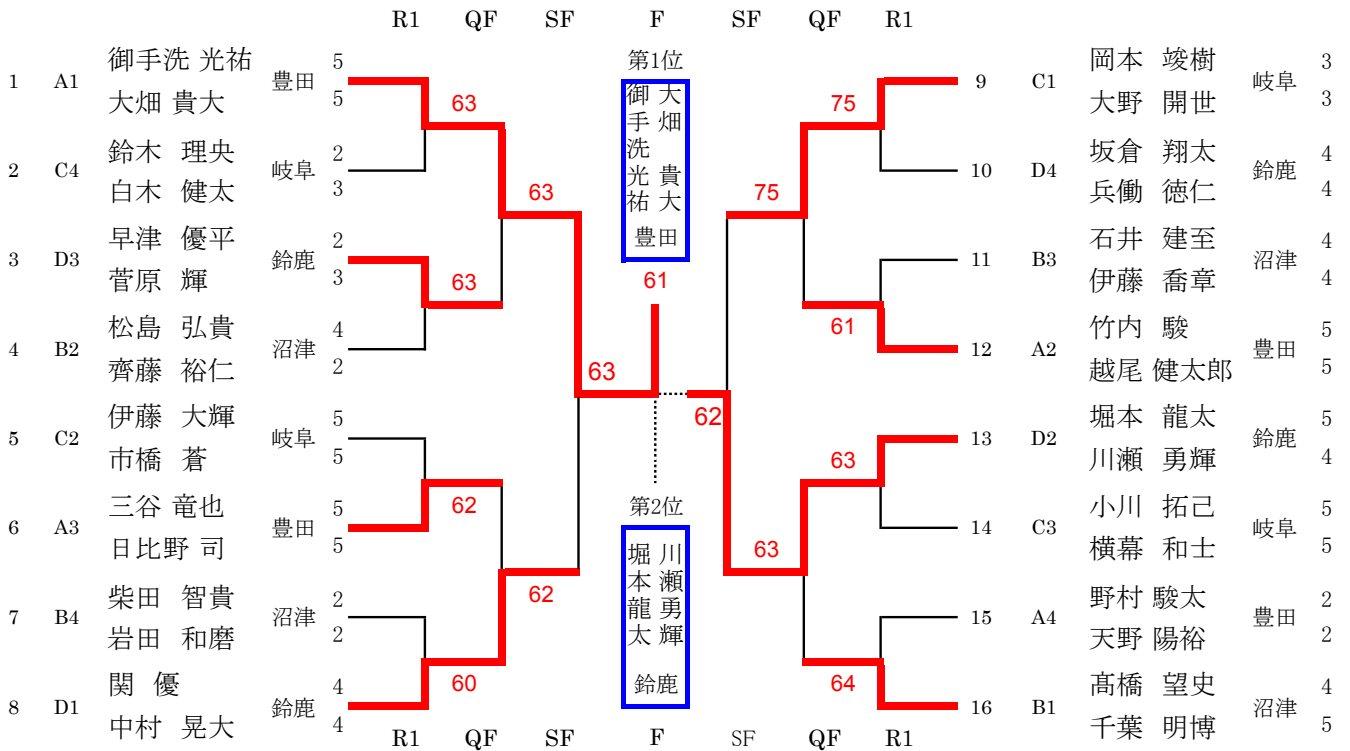 R1 QF SF F SF QF R1
1 A1 御手洗 光祐 5
大畑 貴大 豊田 5
2 C4 鈴木 理央 2
白木 健太 岐阜 3
3 D3 早津 優平 2
菅原 輝 鈴鹿 3
4 B2 松島 弘貴 4
齊藤 裕仁 沼津 2
5 C2 伊藤 大輝 5
市橋 蒼 岐阜 5
6 A3 三谷 竜也 5
日比野 司 豊田 5
7 B4 柴田 智貴 2
岩田 和磨 沼津 2
8 D1 関 優 4
中村 晃大 鈴鹿 4
63
63
62
60
63
62
63
第1位
御手洗 光祐
大畑 貴大
豊田
61
第2位
堀本 龍太
川瀬 勇輝
鈴鹿
62
75
63
75
61
63
64
9 C1 岡本 竣樹 3
大野 開世 岐阜 3
10 D4 坂倉 翔太 4
兵働 徳仁 鈴鹿 4
11 B3 石井 建至 4
伊藤 喬章 沼津 4
12 A2 竹内 駿 5
越尾 健太郎 豊田 5
13 D2 堀本 龍太 5
川瀬 勇輝 鈴鹿 4
14 C3 小川 拓己 5
横幕 和士 岐阜 5
15 A4 野村 駿太 2
天野 陽裕 豊田 2
16 B1 髙橋 望史 4
千葉 明博 沼津 5
R1 QF SF F SF QF R1